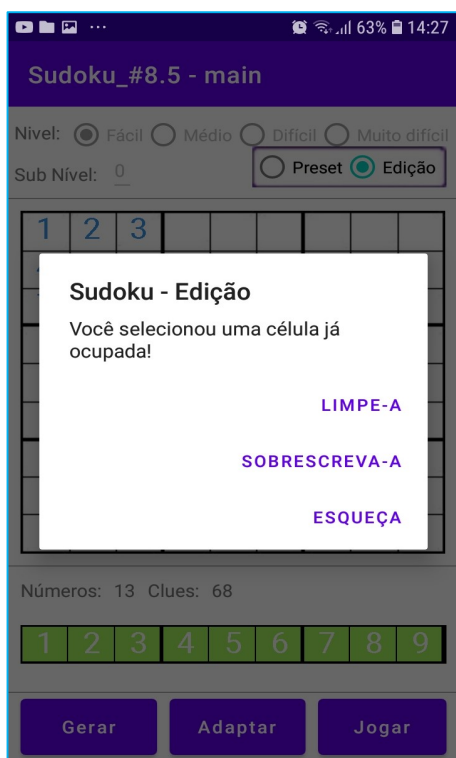 63% 14:27
Sudoku_#8.5 - main
Nivel: Fácil Médio Difícil Muito difícil
Sub Nível: 0 Preset Edição
1 2 3
Sudoku - Edição
Você selecionou uma célula já
ocupada!
LIMPE-A
SOBRESCREVA-A
ESQUEÇA
Números: 13 Clues: 68
1 2 3 4 5 6 7 8 9
Gerar Adaptar Jogar